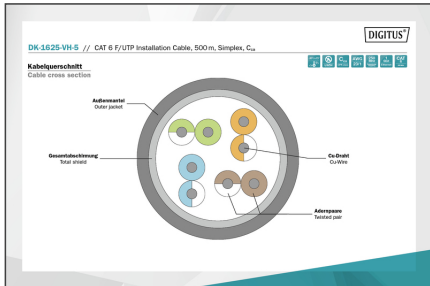 DIGITUS®
DK-1625-VH-5 // CAT 6 F/UTP Installation Cable, 500 m, Simplex, Cca
Kabelquerschnitt
Cable cross section
Außenmantel
Outer jacket
Gesamtabschirmung
Total shield
Cu-Draht
Cu-Wire
Adernpaare
Twisted pair